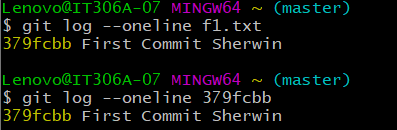 Lenovo@IT306A-07 MINGW64 ~ (master)
$ git log --oneline f1.txt
379fcbb First Commit Sherwin
Lenovo@IT306A-07 MINGW64 ~ (master)
$ git log --oneline 379fcbb
379fcbb First Commit Sherwin